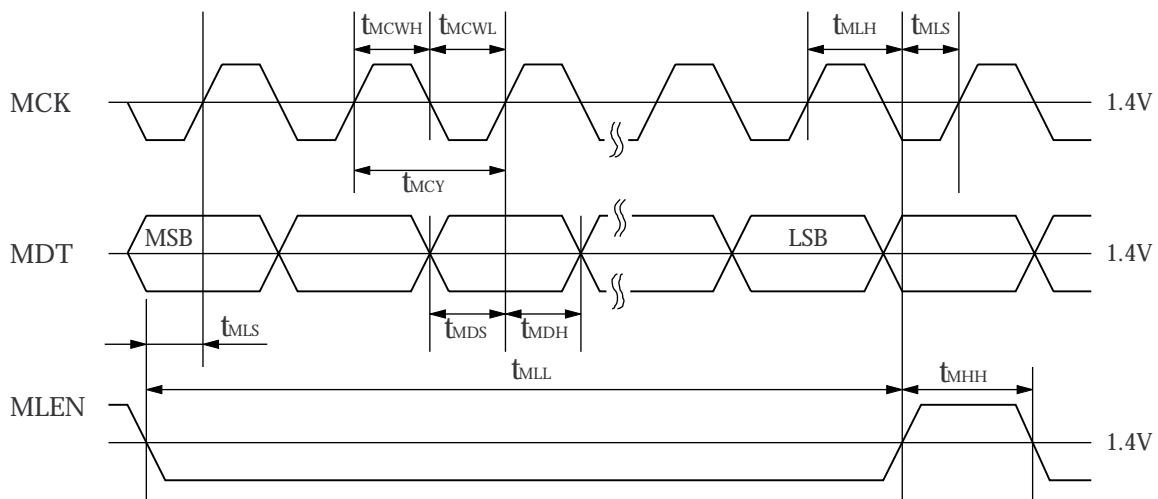 tMCWH tMCWL tMLH tMLS
MCK 1.4V
tMCY
MSB LSB
MDT 1.4V
tMLS tMDS tMDH
tMLL tMHH
MLEN 1.4V